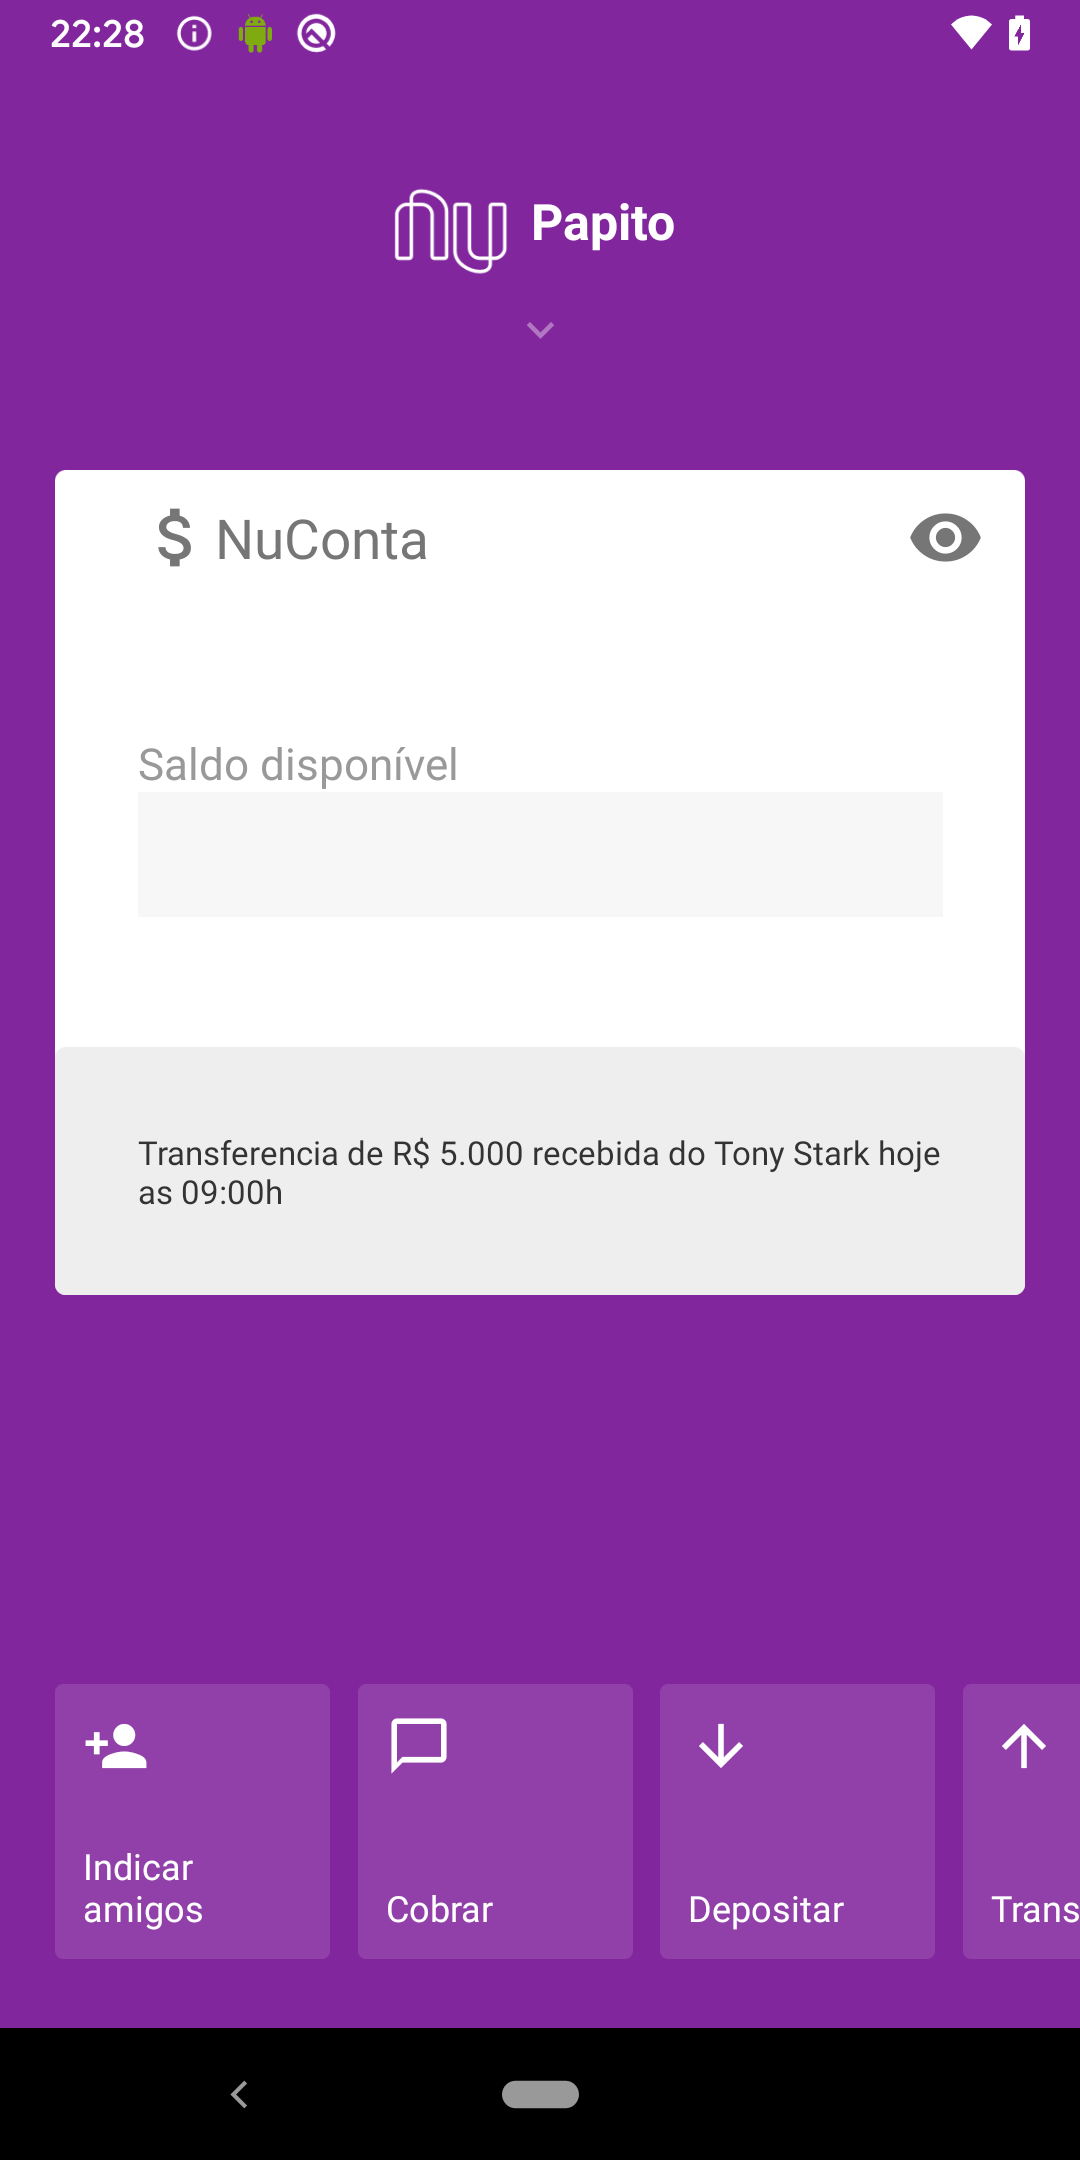 22:28
nu Papito
$ NuConta
Saldo disponível
Transferencia de R$ 5.000 recebida do Tony Stark hoje
as 09:00h
Indicar
amigos
Cobrar
Depositar
Trans